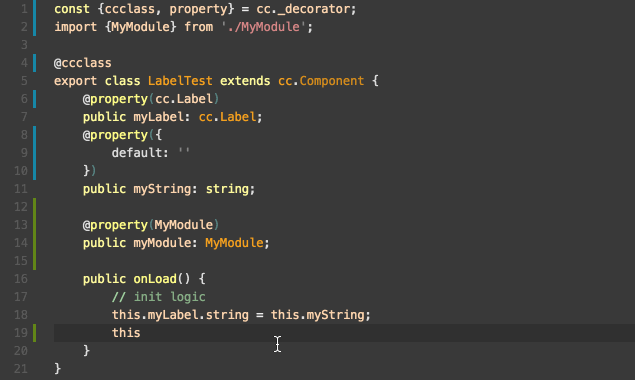 1 const {ccclass, property} = cc._decorator;
2 import {MyModule} from './MyModule';
3
4 @ccclass
5 export class LabelTest extends cc.Component {
6     @property(cc.Label)
7     public myLabel: cc.Label;
8     @property({
9         default: ''
10     })
11     public myString: string;
12
13     @property(MyModule)
14     public myModule: MyModule;
15
16     public onLoad() {
17         // init logic
18         this.myLabel.string = this.myString;
19         this
20     }
21 }